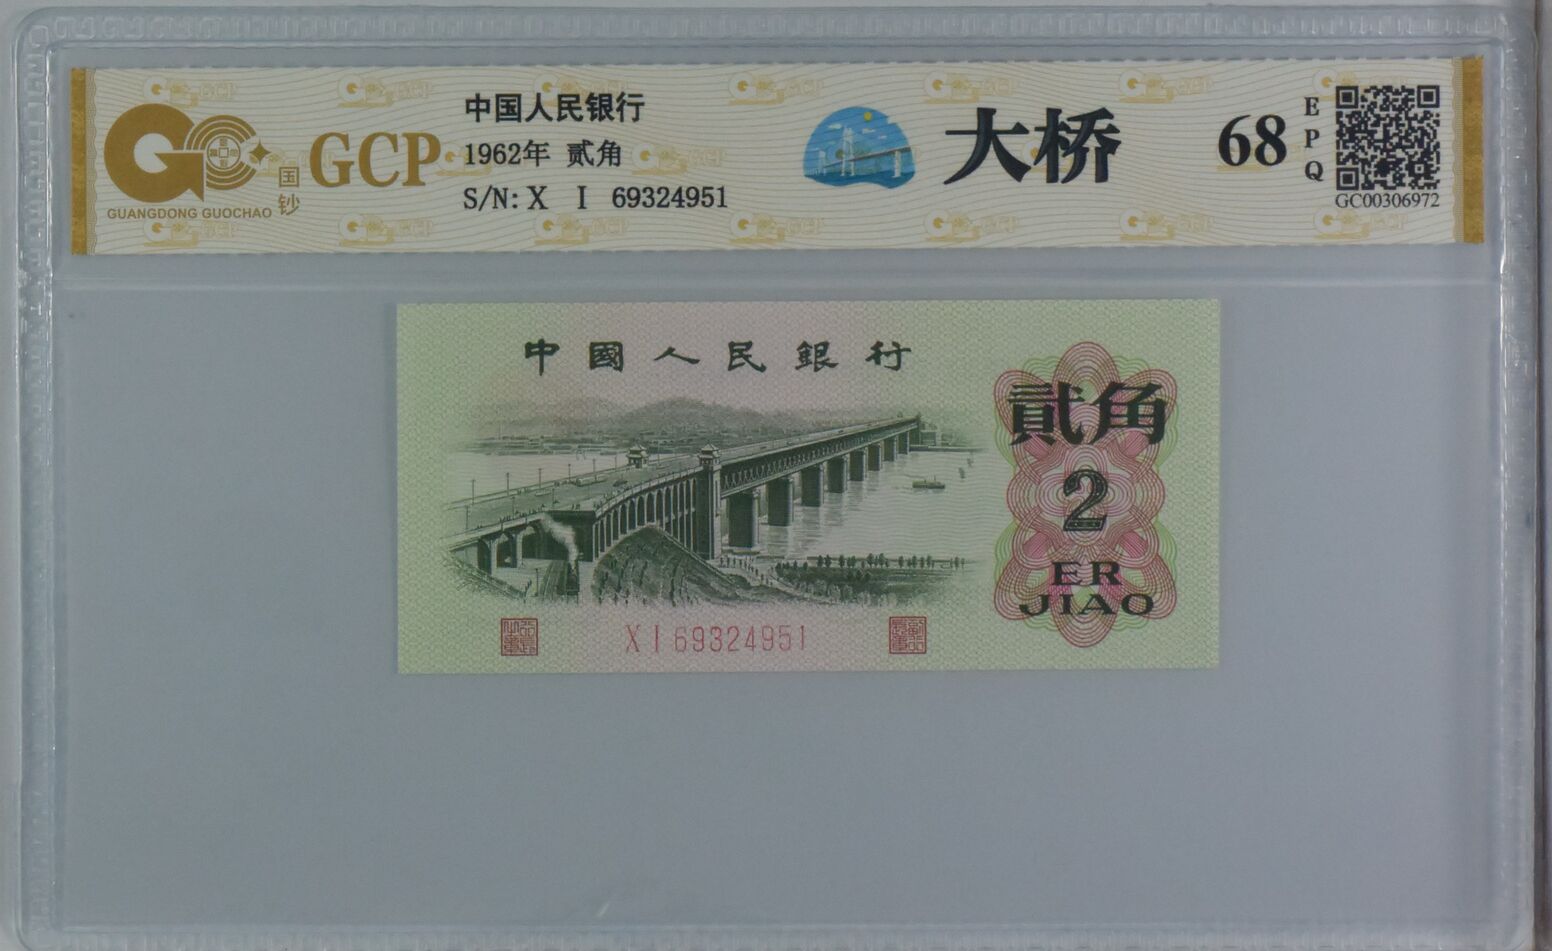 中国人民银行
1962年 贰角
S/N: X I 69324951
GCP
国钞
GUANGDONG GUOCHAO
大桥
68
EPQ
GC00306972
中國人民銀行
貳角
2
ER
JIAO
X I 69324951